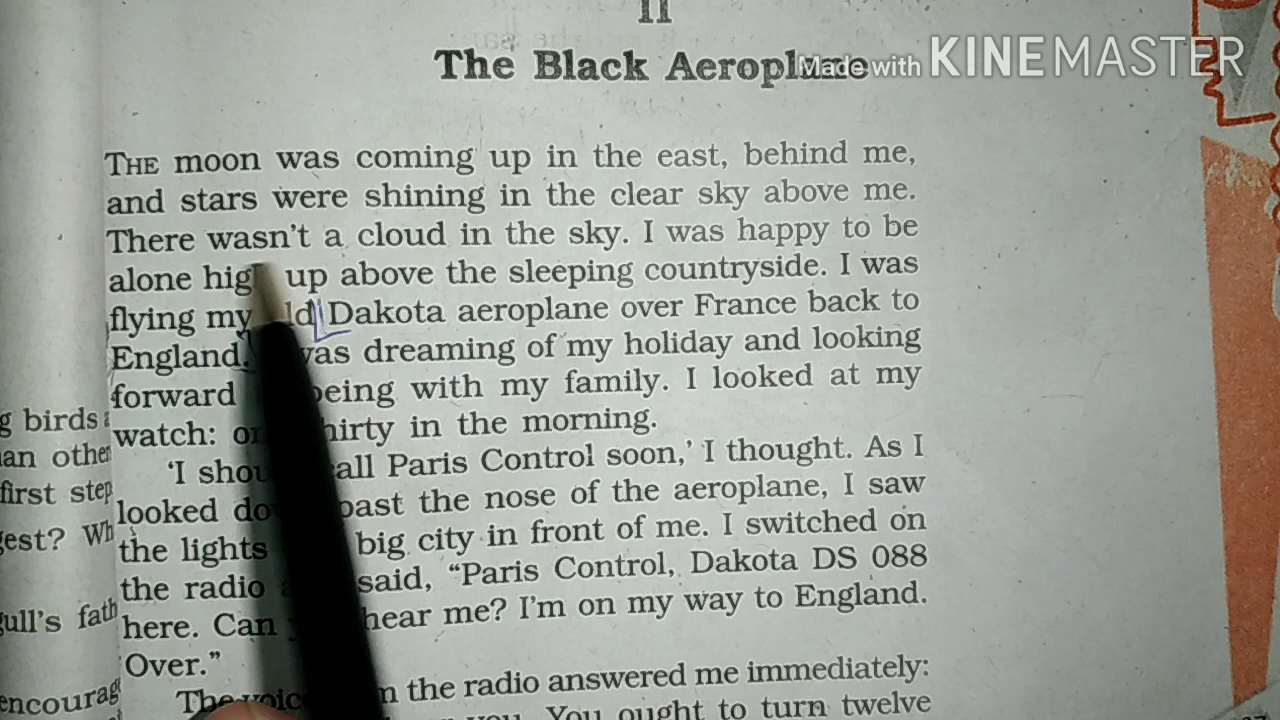 II
The Black Aeroplane
Made with KINEMASTER
THE moon was coming up in the east, behind me,
and stars were shining in the clear sky above me.
There wasn't a cloud in the sky. I was happy to be
alone high up above the sleeping countryside. I was
flying my old Dakota aeroplane over France back to
England. I was dreaming of my holiday and looking
forward being with my family. I looked at my
watch: one thirty in the morning.
'I should call Paris Control soon,' I thought. As I
looked down past the nose of the aeroplane, I saw
the lights big city in front of me. I switched on
the radio said, "Paris Control, Dakota DS 088
here. Can you hear me? I'm on my way to England.
Over."
The voice from the radio answered me immediately:
you. You ought to turn twelve
g birds
an other
first step
gest? Wh
gull's fath
encourag